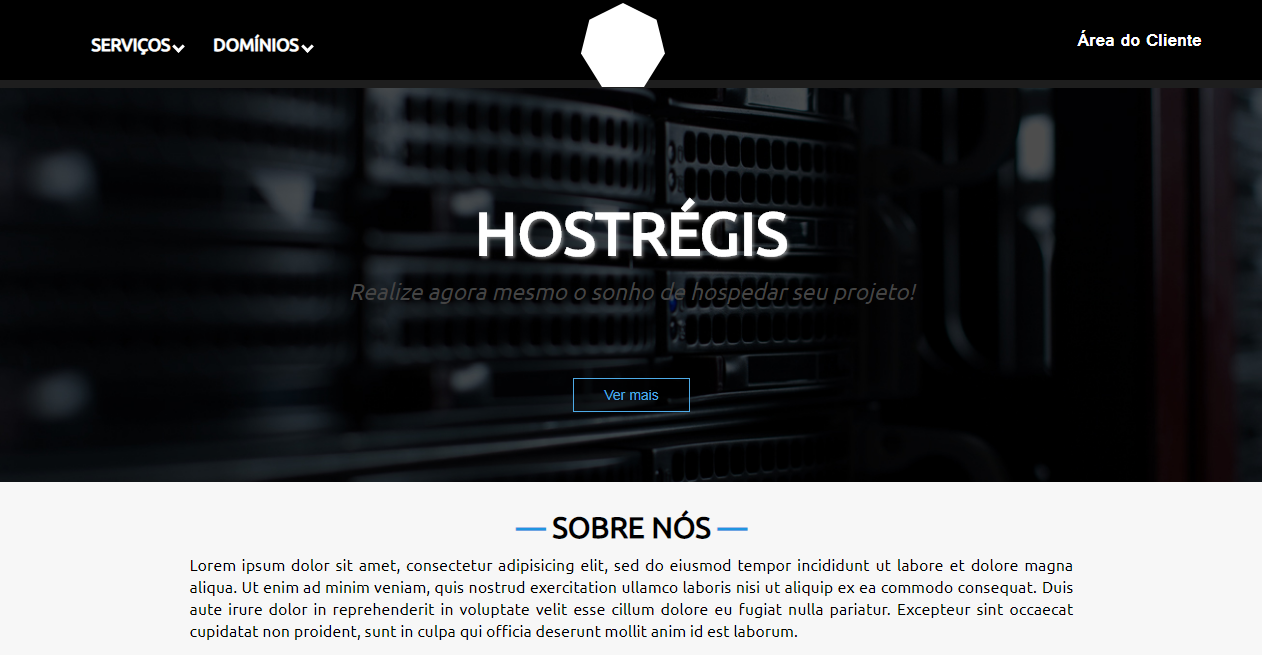 SERVIÇOS DOMÍNIOS Área do Cliente
HOSTRÉGIS
Realize agora mesmo o sonho de hospedar seu projeto!
Ver mais
SOBRE NÓS
Lorem ipsum dolor sit amet, consectetur adipisicing elit, sed do eiusmod tempor incididunt ut labore et dolore magna
aliqua. Ut enim ad minim veniam, quis nostrud exercitation ullamco laboris nisi ut aliquip ex ea commodo consequat. Duis
aute irure dolor in reprehenderit in voluptate velit esse cillum dolore eu fugiat nulla pariatur. Excepteur sint occaecat
cupidatat non proident, sunt in culpa qui officia deserunt mollit anim id est laborum.